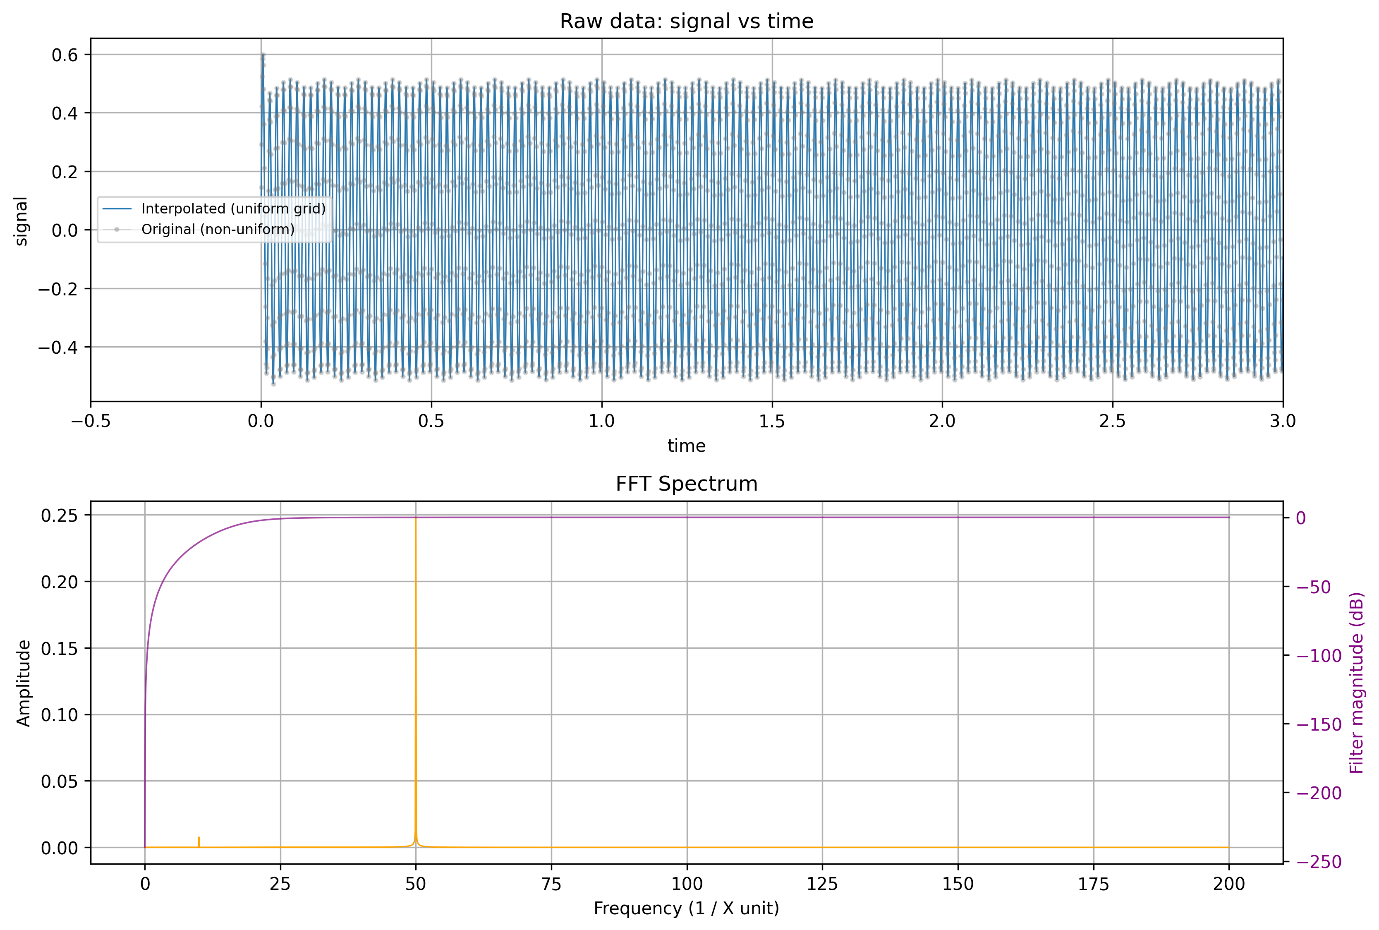 Raw data: signal vs time
0.6
0.4
0.2
0.0
−0.2
−0.4
signal
Interpolated (uniform grid)
Original (non-uniform)
−0.5 0.0 0.5 1.0 1.5 2.0 2.5 3.0
time
FFT Spectrum
0.25
0.20
0.15
0.10
0.05
0.00
Amplitude
0
−50
−100
−150
−200
−250
Filter magnitude (dB)
0 25 50 75 100 125 150 175 200
Frequency (1 / X unit)